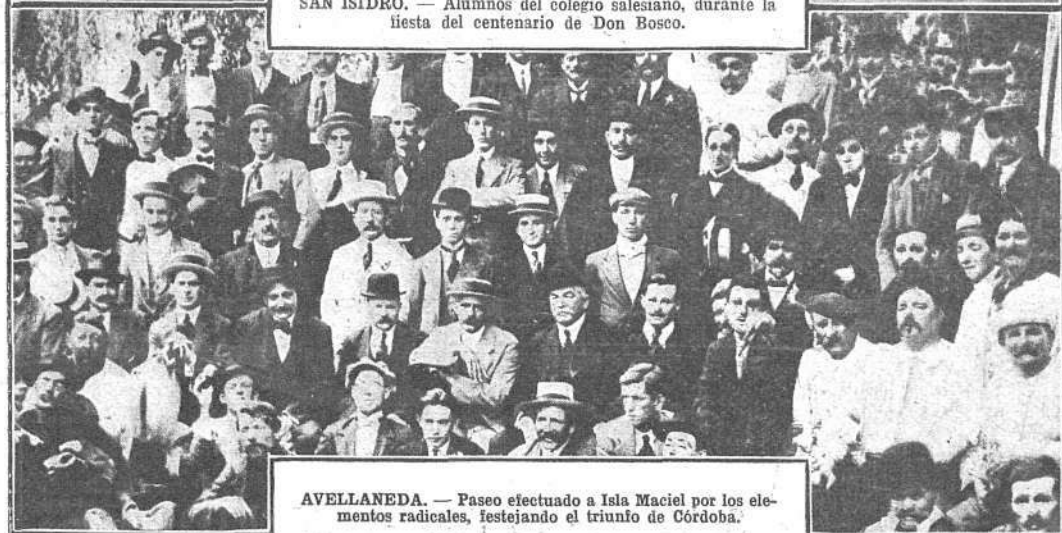 SAN ISIDRO. — Alumnos del colegio salesiano, durante la
fiesta del centenario de Don Bosco.
AVELLANEDA. — Paseo efectuado a Isla Maciel por los ele-
mentos radicales, festejando el triunfo de Córdoba.